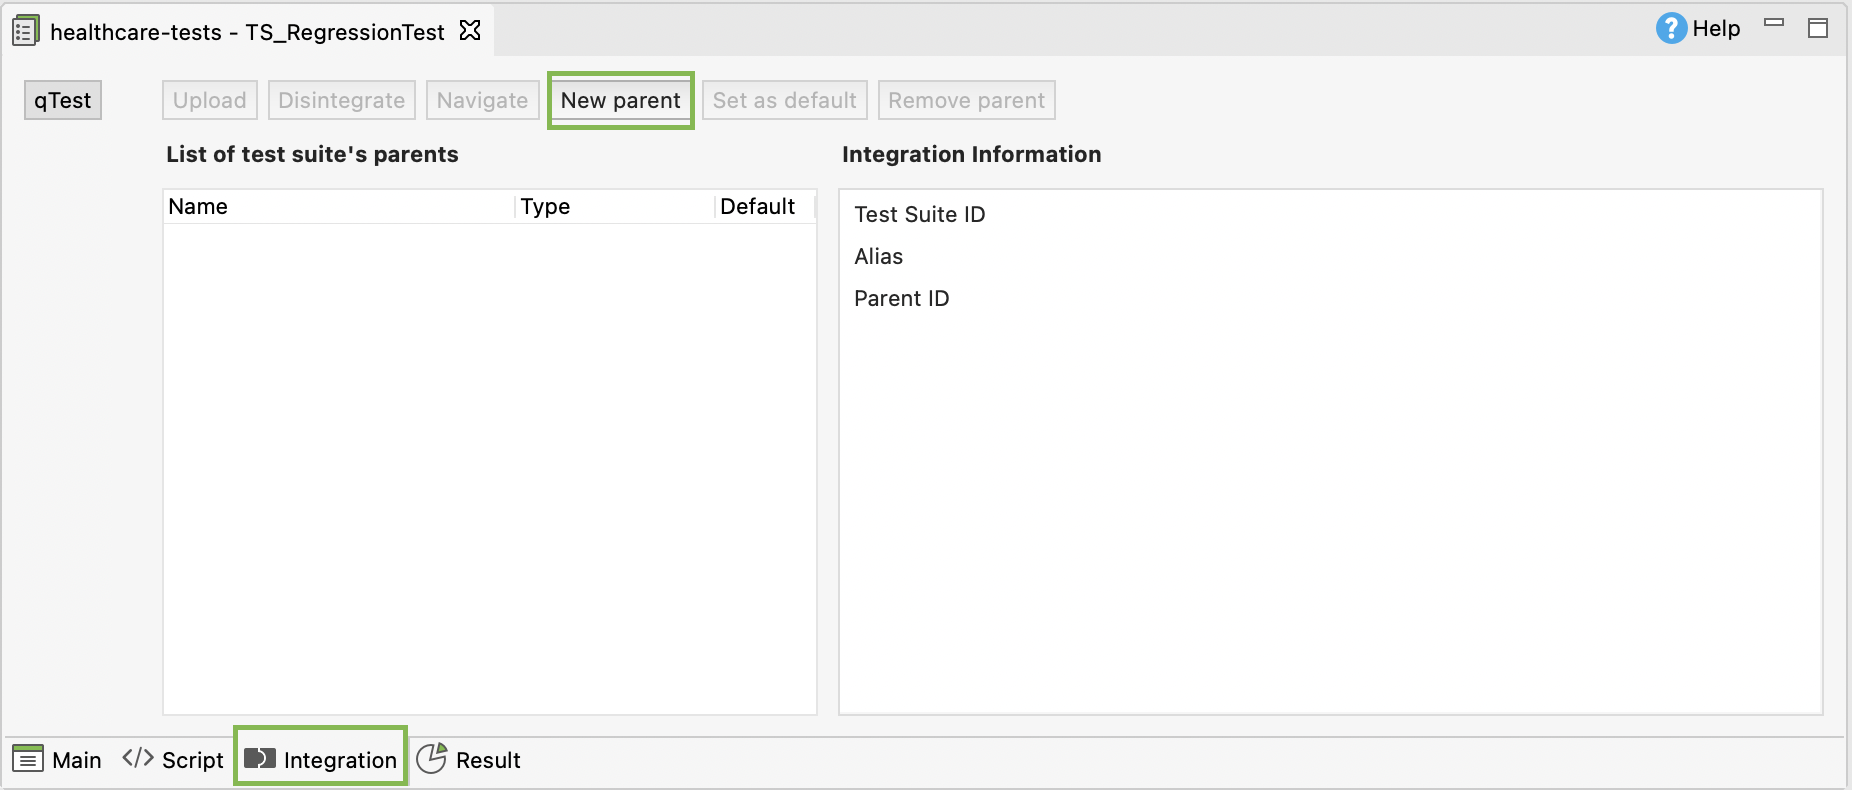 healthcare-tests - TS_RegressionTest
? Help
qTest Upload Disintegrate Navigate New parent Set as default Remove parent
List of test suite's parents
Name Type Default
Integration Information
Test Suite ID
Alias
Parent ID
Main </> Script Integration Result